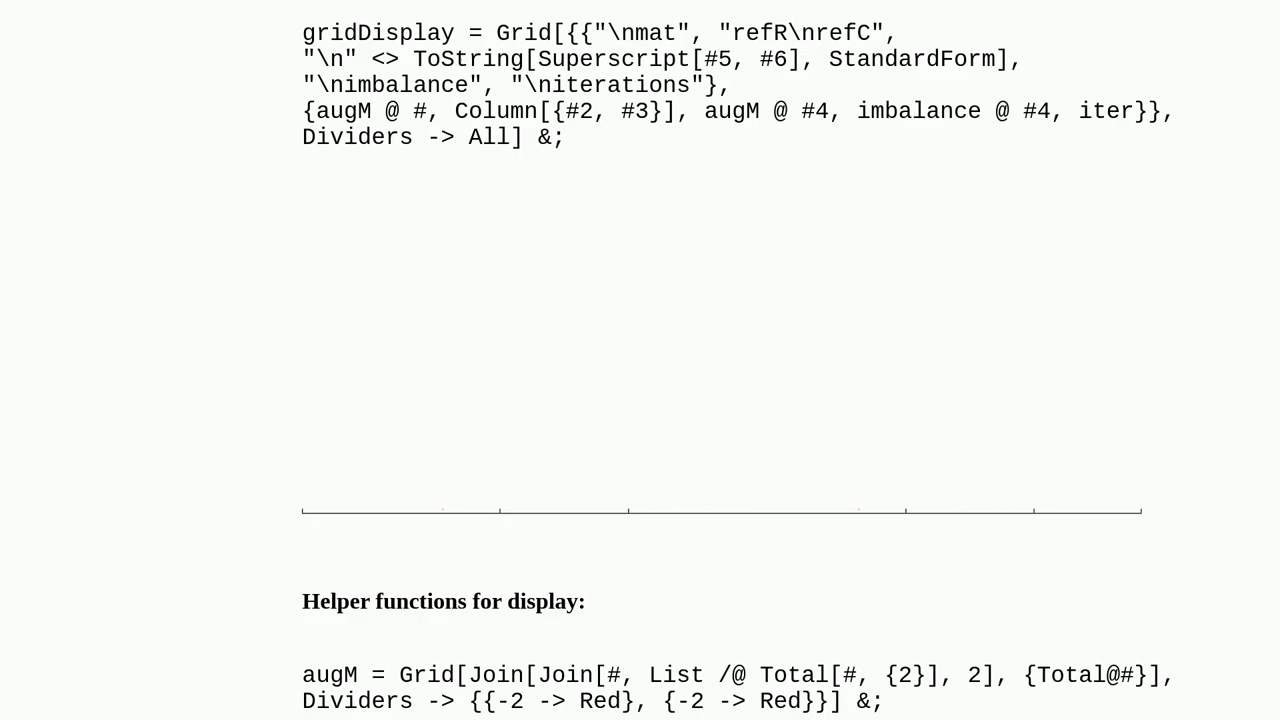 gridDisplay = Grid[{{"\nmat", "refR\nrefC",
"\n" <> ToString[Superscript[#5, #6], StandardForm],
"\nimbalance", "\niterations"},
{augM @ #, Column[{#2, #3}], augM @ #4, imbalance @ #4, iter}},
Dividers -> All] &;
Helper functions for display:
augM = Grid[Join[Join[#, List /@ Total[#, {2}], 2], {Total@#}],
Dividers -> {{-2 -> Red}, {-2 -> Red}}] &;